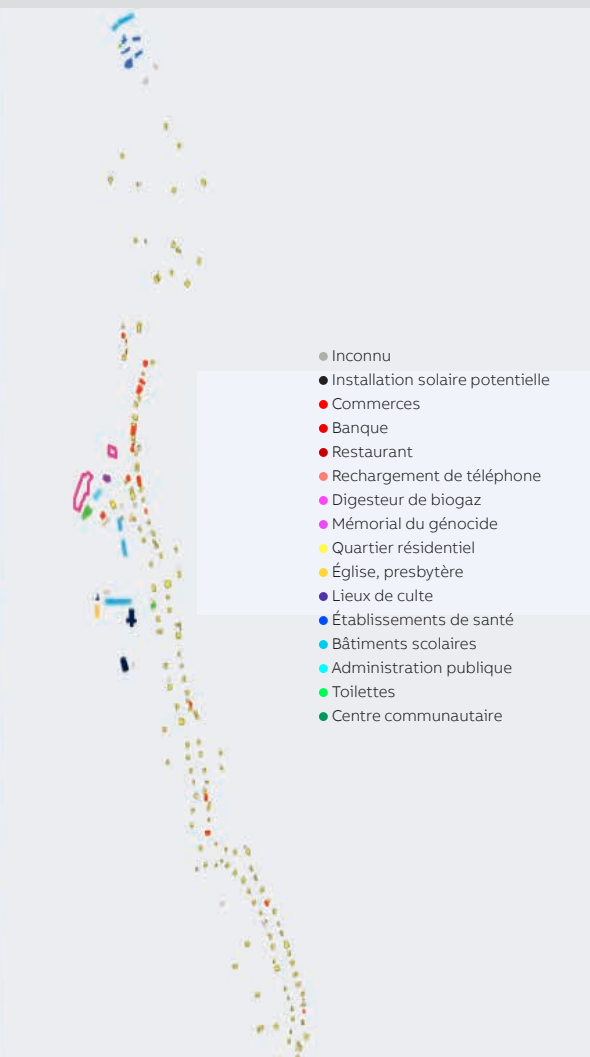 Inconnu
Installation solaire potentielle
Commerces
Banque
Restaurant
Rechargement de téléphone
Digesteur de biogaz
Mémorial du génocide
Quartier résidentiel
Église, presbytère
Lieux de culte
Établissements de santé
Bâtiments scolaires
Administration publique
Toilettes
Centre communautaire